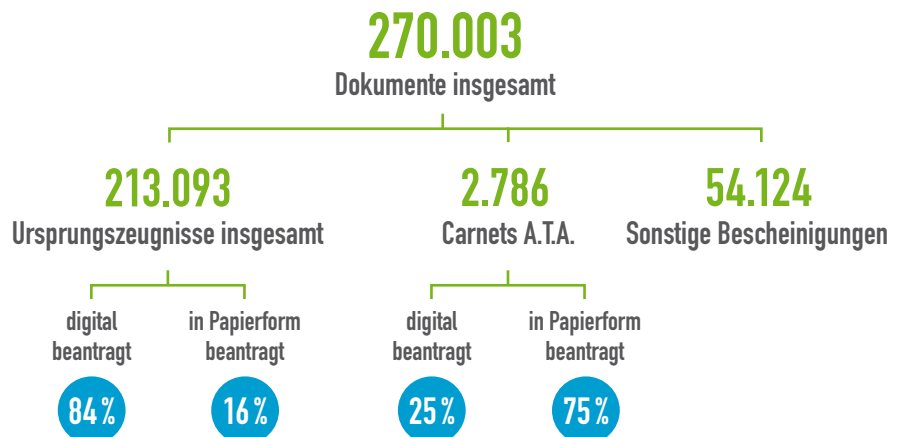 270.003
Dokumente insgesamt
213.093
Ursprungszeugnisse insgesamt
digital
beantragt
84 %
in Papierform
beantragt
16 %
2.786
Carnets A.T.A.
digital
beantragt
25 %
in Papierform
beantragt
75 %
54.124
Sonstige Bescheinigungen